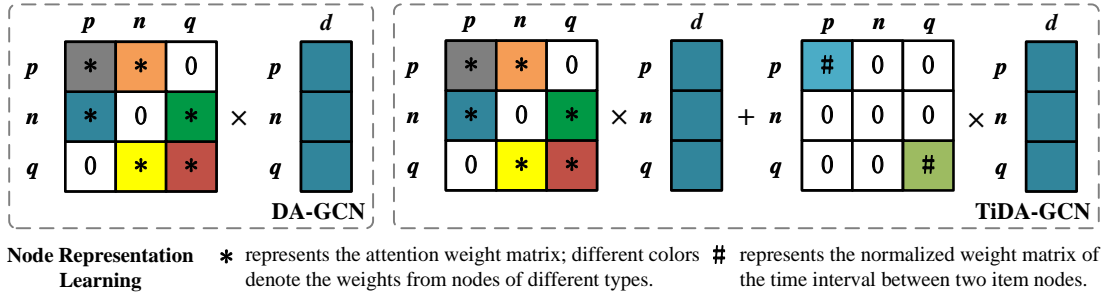 p n q d p n q d p n q d
p * * 0 p p * * 0 p p # 0 0 p
n * 0 * × n n * 0 * × n + n 0 0 0 × n
q 0 * * q q 0 * * q q 0 0 # q
DA-GCN TiDA-GCN
Node Representation Learning
* represents the attention weight matrix; different colors
denote the weights from nodes of different types.
# represents the normalized weight matrix of
the time interval between two item nodes.